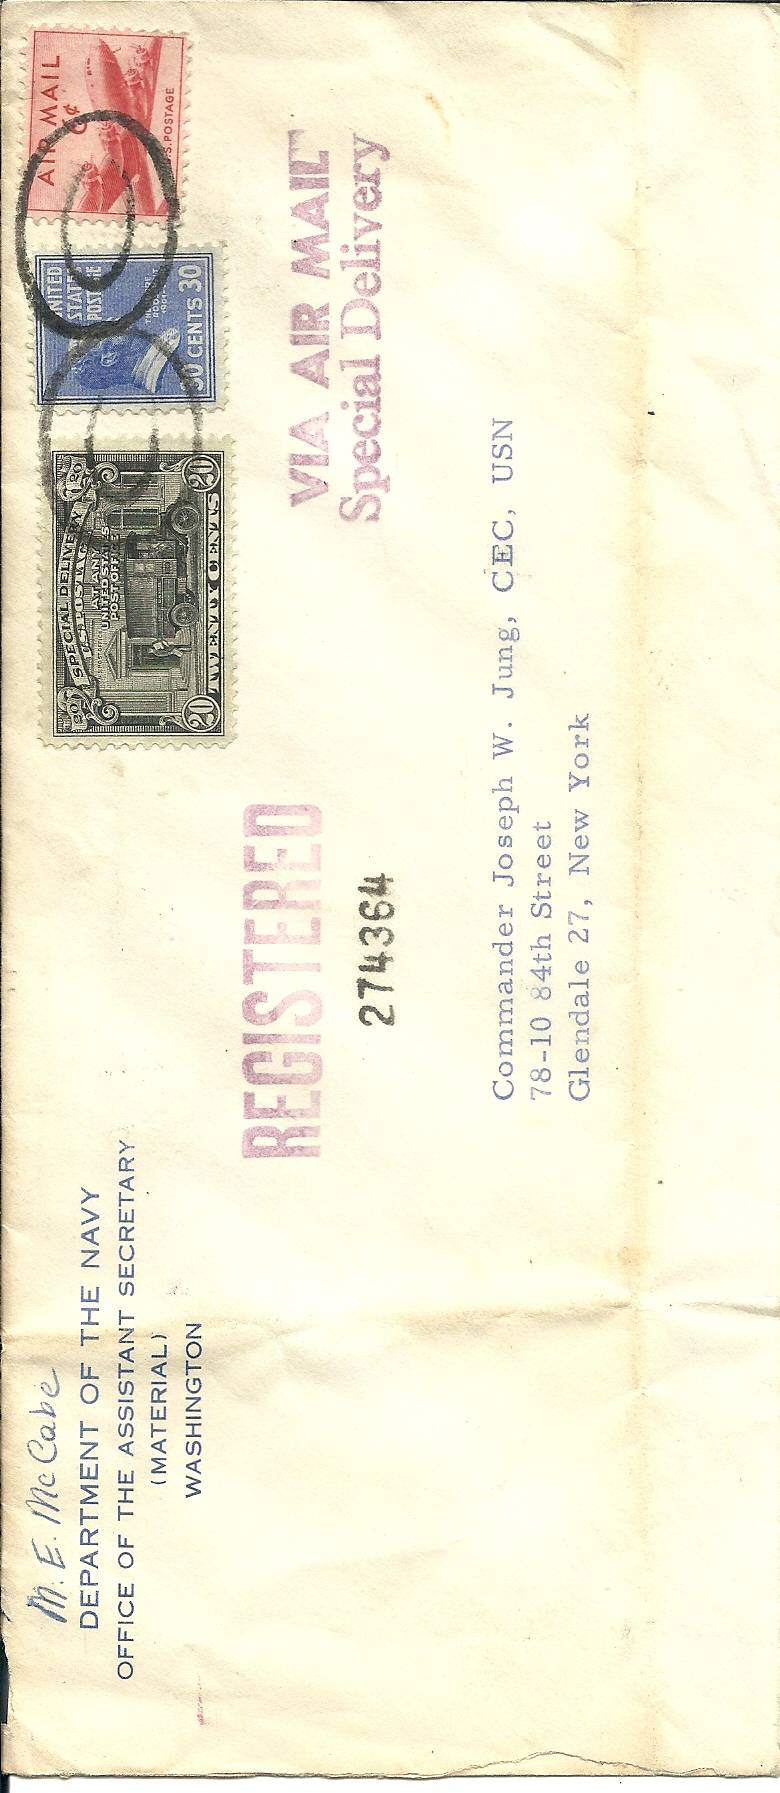 M. E. McCabe
DEPARTMENT OF THE NAVY
OFFICE OF THE ASSISTANT SECRETARY
(MATERIAL)
WASHINGTON
AIR MAIL
6¢
U.S. POSTAGE
UNITED
STATES
POSTAGE
30 CENTS 30
20 SPECIAL DELIVERY 20
U.S. POSTAGE
AT ANY
UNITED STATES
POST OFFICE
20 TWENTY CENTS 20
VIA AIR MAIL
Special Delivery
REGISTERED
274364
Commander Joseph W. Jung, CEC, USN
78-10 84th Street
Glendale 27, New York